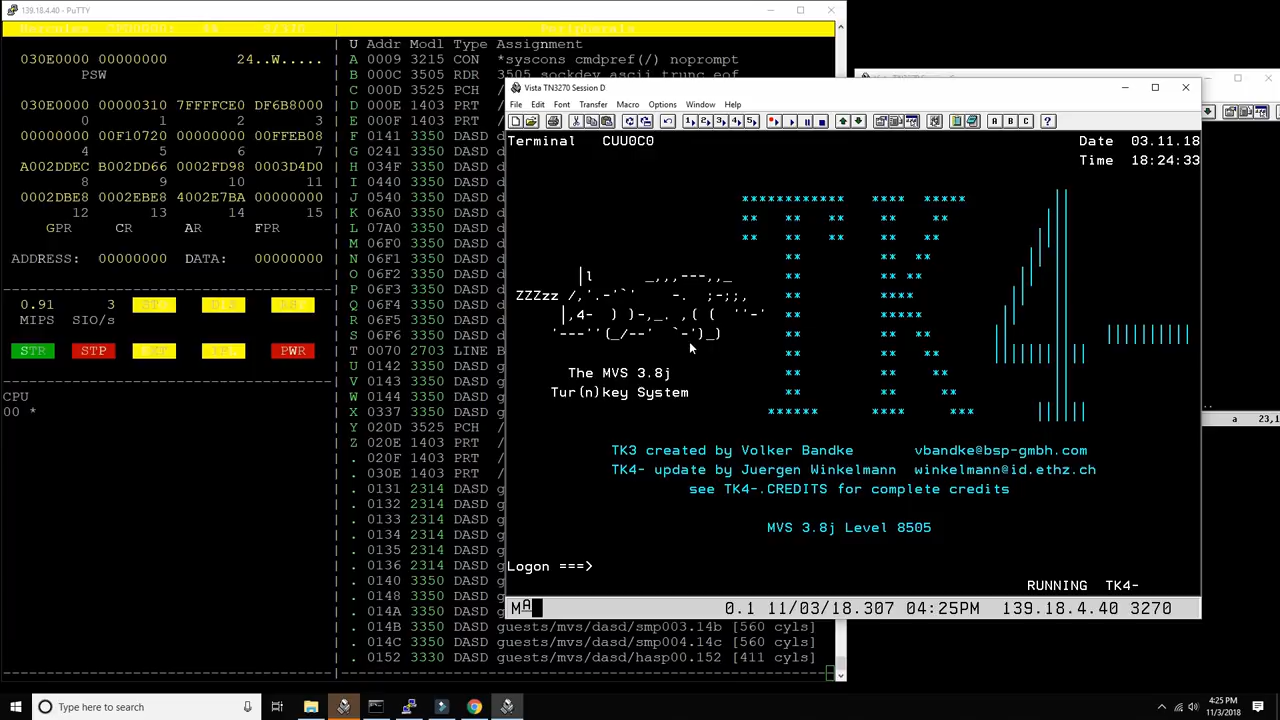 139.18.4.40 - PuTTY
Hercules CPU0000: ** S/370 Peripherals
U Addr Modl Type Assignment
030E0000 00000000 24..W.....
PSW
030E0000 00000310 7FFFFCE0 DF6B8000
0 1 2 3
00000000 00F10720 00000000 00FFEB08
4 5 6 7
A002DDEC B002DD66 0002FD98 0003D4D0
8 9 10 11
0002DBE8 0002EBE8 4002E7BA 00000000
12 13 14 15
GPR CR AR FPR
ADDRESS: 00000000 DATA: 00000000
0.91 3
MIPS SIO/s
STR STP PWR
CPU
00 *
A 0009 3215 CON *syscons cmdpref(/) noprompt
B 000C 3505 RDR 3505 sockdev ascii trunc eof
C 000D 3525 PCH /
D 000E 1403 PRT /
E 000F 1403 PRT /
F 0141 3350 DASD d
G 0241 3350 DASD d
H 034F 3350 DASD d
I 0440 3350 DASD d
J 0540 3350 DASD d
K 06A0 3350 DASD d
L 07A0 3350 DASD d
M 06F0 3350 DASD d
N 06F1 3350 DASD d
O 06F2 3350 DASD d
P 06F3 3350 DASD d
Q 06F4 3350 DASD d
R 06F5 3350 DASD d
S 06F6 3350 DASD d
T 0070 2703 LINE B
U 0142 3350 DASD d
V 0143 3350 DASD d
W 0144 3350 DASD d
X 0337 3350 DASD d
Y 020D 3525 PCH /
Z 020E 1403 PRT /
. 020F 1403 PRT /
. 030E 1403 PRT /
. 0131 2314 DASD g
. 0132 2314 DASD g
. 0133 2314 DASD g
. 0134 2314 DASD g
. 0135 2314 DASD g
. 0136 2314 DASD g
. 0140 3350 DASD g
. 0148 3350 DASD g
. 014A 3350 DASD g
. 014B 3350 DASD guests/mvs/dasd/smp003.14b [560 cyls]
. 014C 3350 DASD guests/mvs/dasd/smp004.14c [560 cyls]
. 0152 3330 DASD guests/mvs/dasd/hasp00.152 [411 cyls]
Vista TN3270 Session D
File Edit Font Transfer Macro Options Window Help
Terminal CUU0C0 Date 03.11.18
Time 18:24:33
TK4-
ZZZzz
The MVS 3.8j
Tur(n)key System
TK3 created by Volker Bandke vbandke@bsp-gmbh.com
TK4- update by Juergen Winkelmann winkelmann@id.ethz.ch
see TK4-.CREDITS for complete credits
MVS 3.8j Level 8505
Logon ===>
RUNNING TK4-
MA 0.1 11/03/18.307 04:25PM 139.18.4.40 3270
a 23,1
Type here to search
4:25 PM
11/3/2018